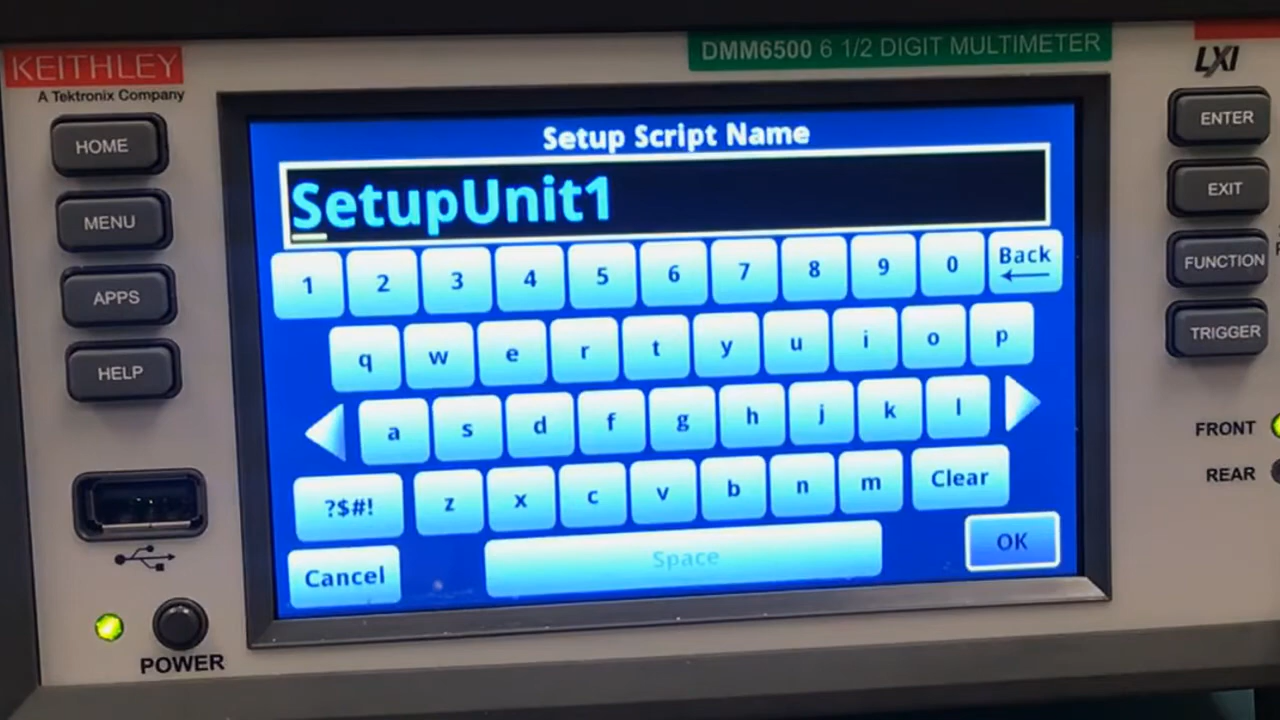 KEITHLEY
A Tektronix Company
DMM6500 6 1/2 DIGIT MULTIMETER
LXI
HOME
MENU
APPS
HELP
POWER
Setup Script Name
SetupUnit1
1 2 3 4 5 6 7 8 9 0 Back
q w e r t y u i o p
a s d f g h j k l
?$#! z x c v b n m Clear
Cancel Space OK
ENTER
EXIT
FUNCTION
TRIGGER
FRONT
REAR